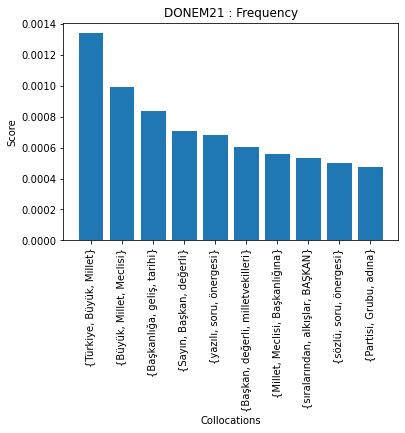 DONEM21 : Frequency
Score
0.0014
0.0012
0.0010
0.0008
0.0006
0.0004
0.0002
0.0000
{Türkiye, Büyük, Millet}
{Büyük, Millet, Meclisi}
{Başkanlığa, geliş, tarihi}
{Sayın, Başkan, değerli}
{yazılı, soru, önergesi}
{Başkan, değerli, milletvekilleri}
{Millet, Meclisi, Başkanlığına}
{sıralarından, alkışlar, BAŞKAN}
{sözlü, soru, önergesi}
{Partisi, Grubu, adına}
Collocations